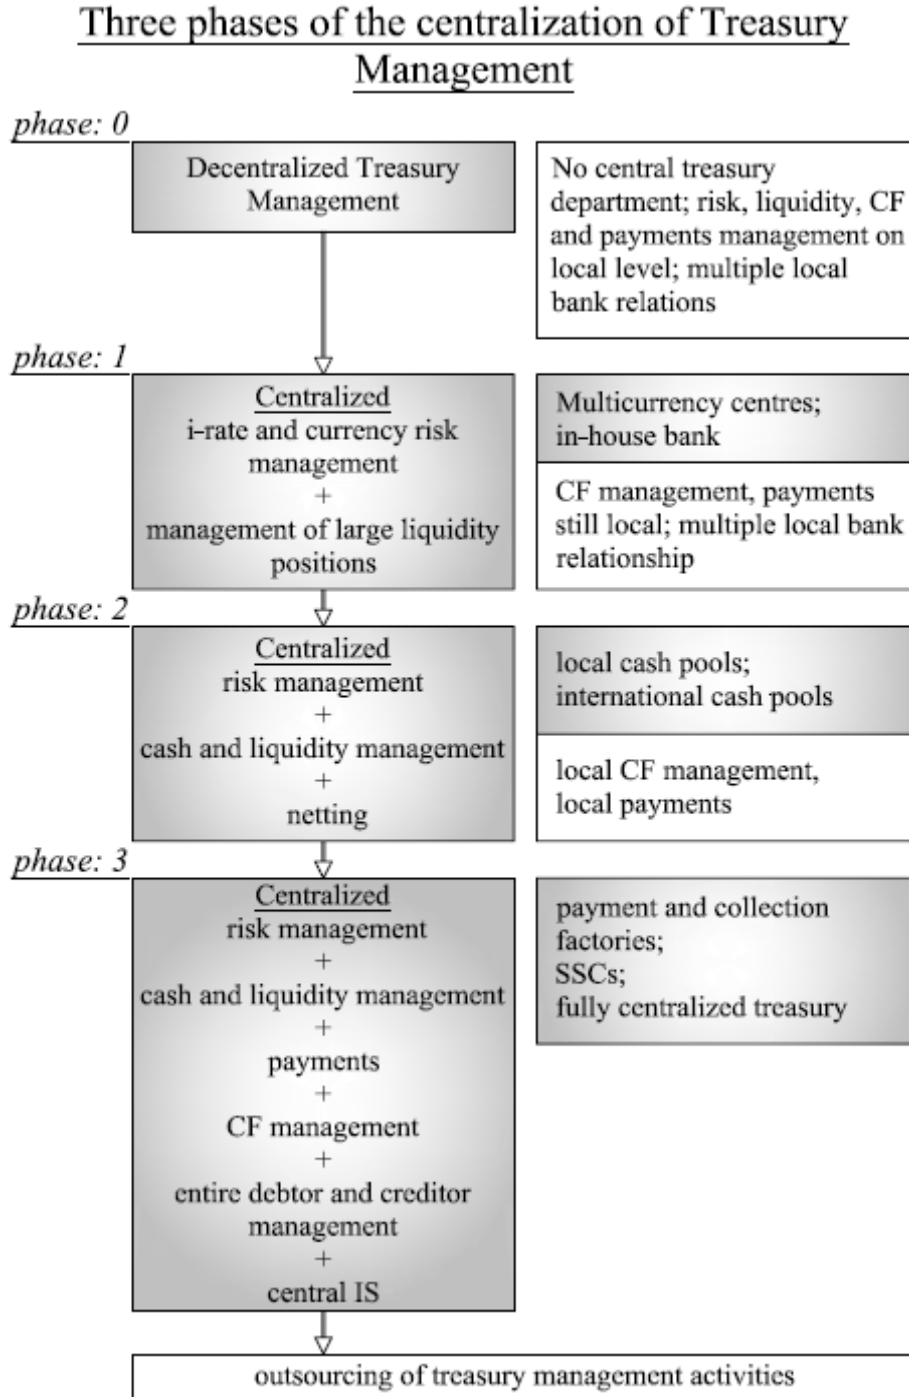 Three phases of the centralization of Treasury
Management
phase: 0
Decentralized Treasury
Management
No central treasury
department; risk, liquidity, CF
and payments management on
local level; multiple local
bank relations
phase: 1
Centralized
i-rate and currency risk
management
+
management of large liquidity
positions
Multicurrency centres;
in-house bank
CF management, payments
still local; multiple local bank
relationship
phase: 2
Centralized
risk management
+
cash and liquidity management
+
netting
local cash pools;
international cash pools
local CF management,
local payments
phase: 3
Centralized
risk management
+
cash and liquidity management
+
payments
+
CF management
+
entire debtor and creditor
management
+
central IS
payment and collection
factories;
SSCs;
fully centralized treasury
outsourcing of treasury management activities